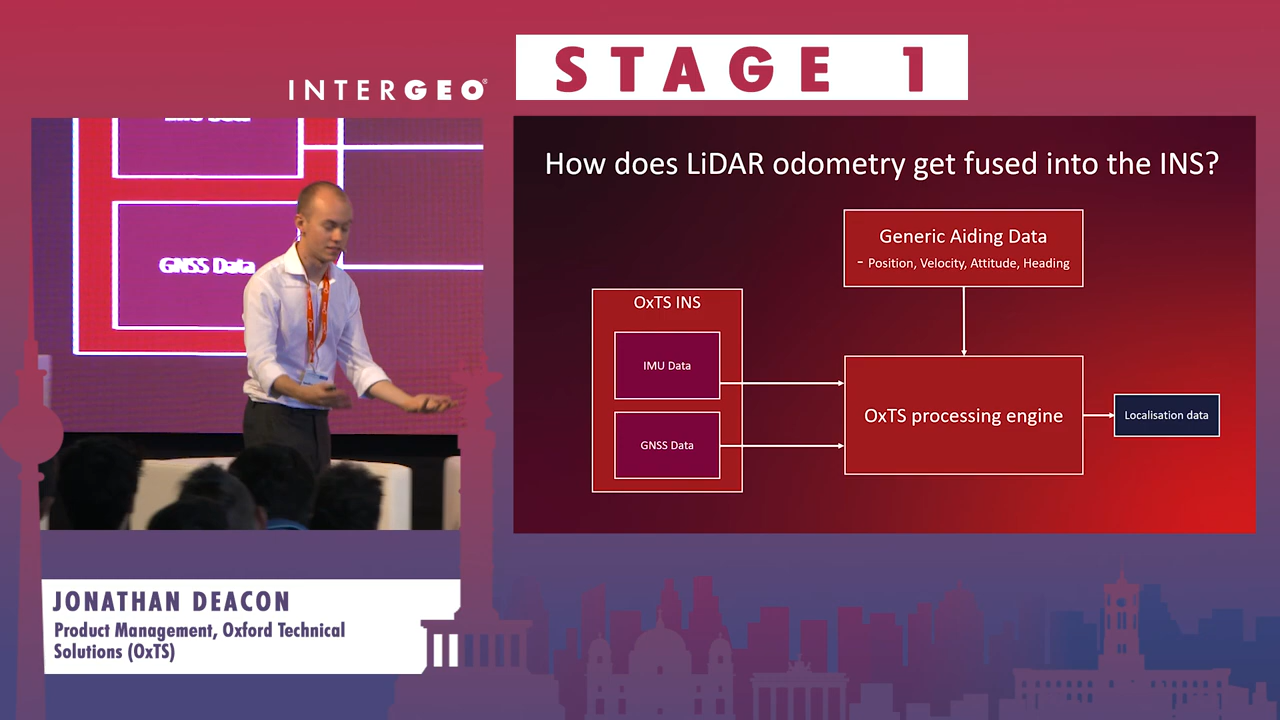 STAGE 1
INTERGEO®
GNSS Data
How does LiDAR odometry get fused into the INS?
Generic Aiding Data
- Position, Velocity, Attitude, Heading
OxTS INS
IMU Data
GNSS Data
OxTS processing engine
Localisation data
JONATHAN DEACON
Product Management, Oxford Technical
Solutions (OxTS)